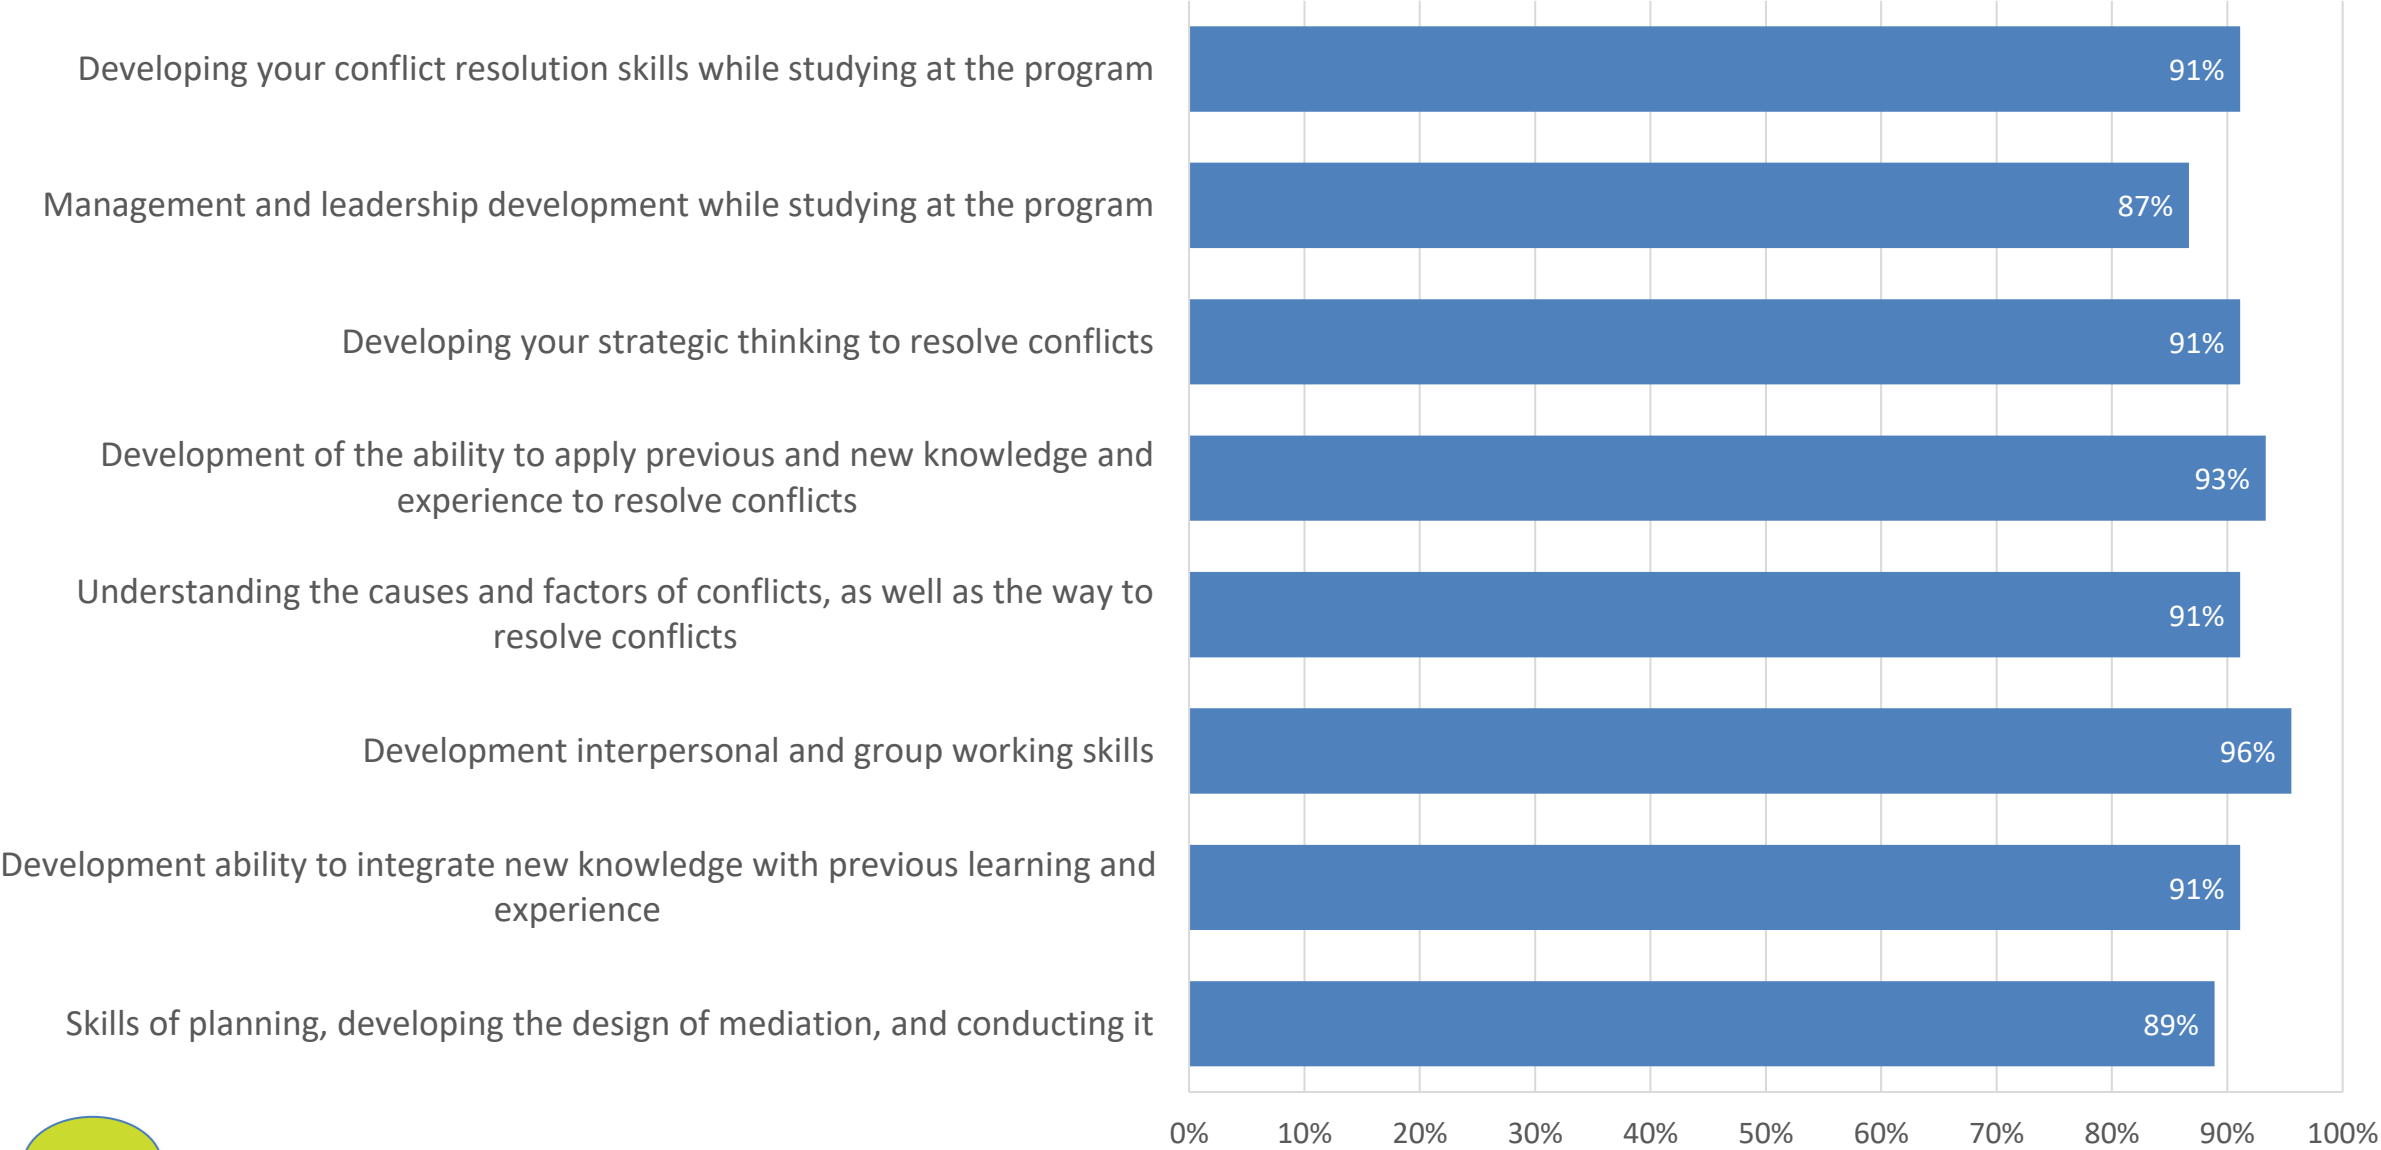 Developing your conflict resolution skills while studying at the program
91%
Management and leadership development while studying at the program
87%
Developing your strategic thinking to resolve conflicts
91%
Development of the ability to apply previous and new knowledge and
experience to resolve conflicts
93%
Understanding the causes and factors of conflicts, as well as the way to
resolve conflicts
91%
Development interpersonal and group working skills
96%
Development ability to integrate new knowledge with previous learning and
experience
91%
Skills of planning, developing the design of mediation, and conducting it
89%
0% 10% 20% 30% 40% 50% 60% 70% 80% 90% 100%